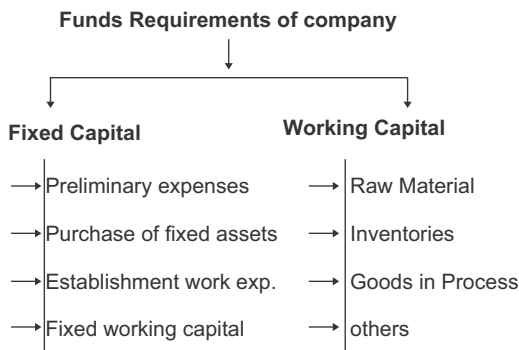 Funds Requirements of company
Fixed Capital
Preliminary expenses
Purchase of fixed assets
Establishment work exp.
Fixed working capital
Working Capital
Raw Material
Inventories
Goods in Process
others